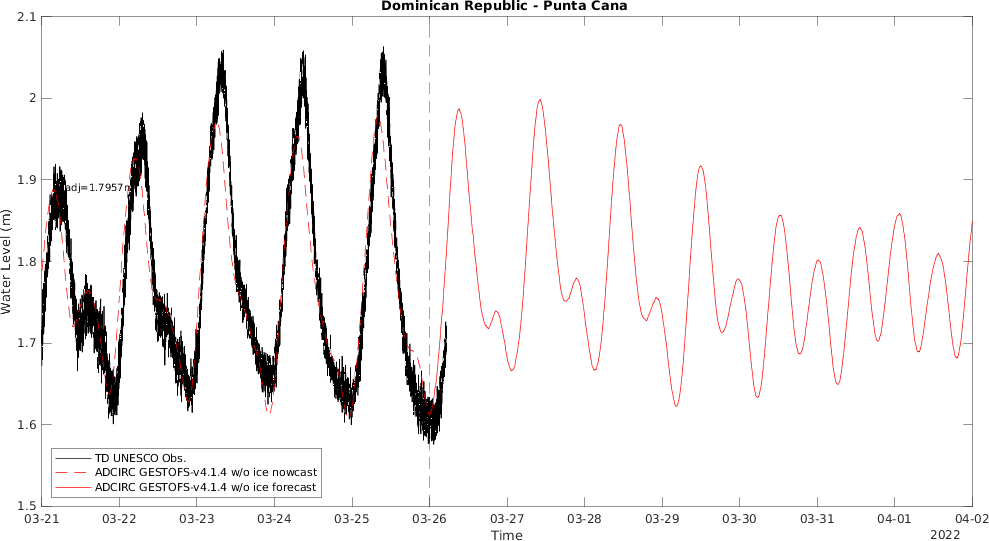 Dominican Republic - Punta Cana
2.1
2
1.9
1.8
1.7
1.6
1.5
Water Level (m)
adj=1.7957m
TD UNESCO Obs.
ADCIRC GESTOFS-v4.1.4 w/o ice nowcast
ADCIRC GESTOFS-v4.1.4 w/o ice forecast
03-21 03-22 03-23 03-24 03-25 03-26 03-27 03-28 03-29 03-30 03-31 04-01 04-02
Time
2022